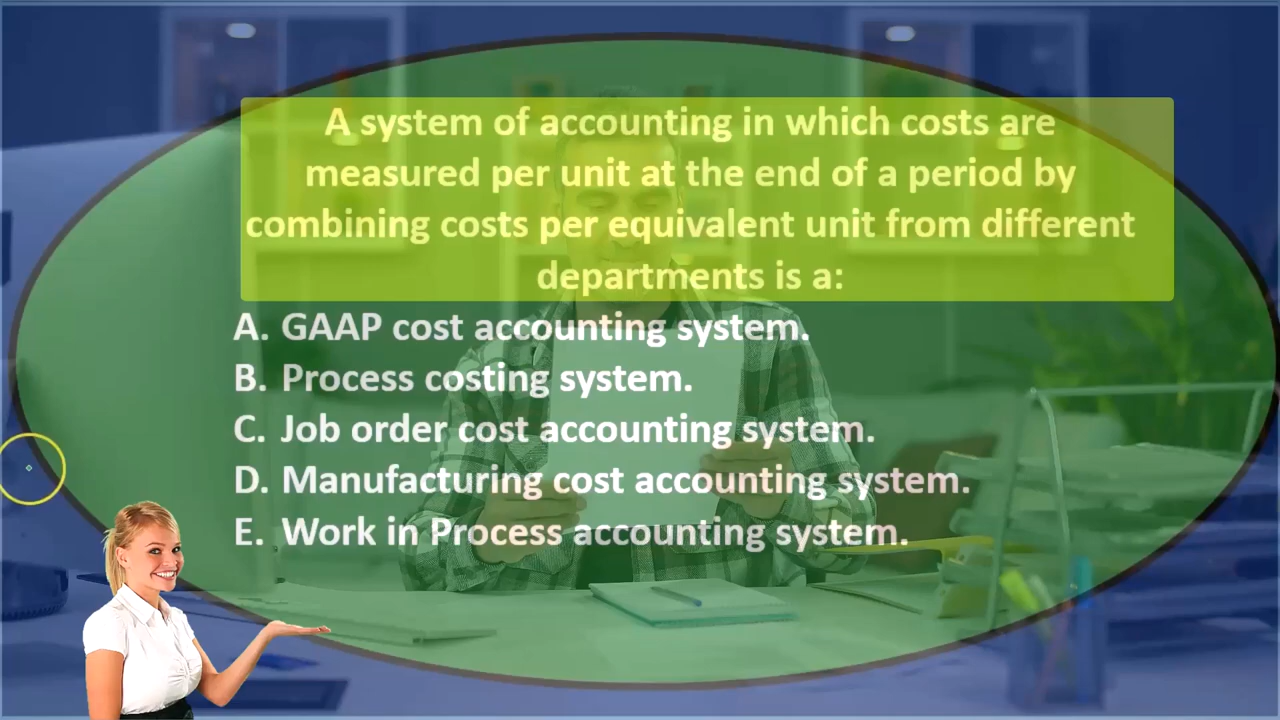 A system of accounting in which costs are
measured per unit at the end of a period by
combining costs per equivalent unit from different
departments is a:
A. GAAP cost accounting system.
B. Process costing system.
C. Job order cost accounting system.
D. Manufacturing cost accounting system.
E. Work in Process accounting system.